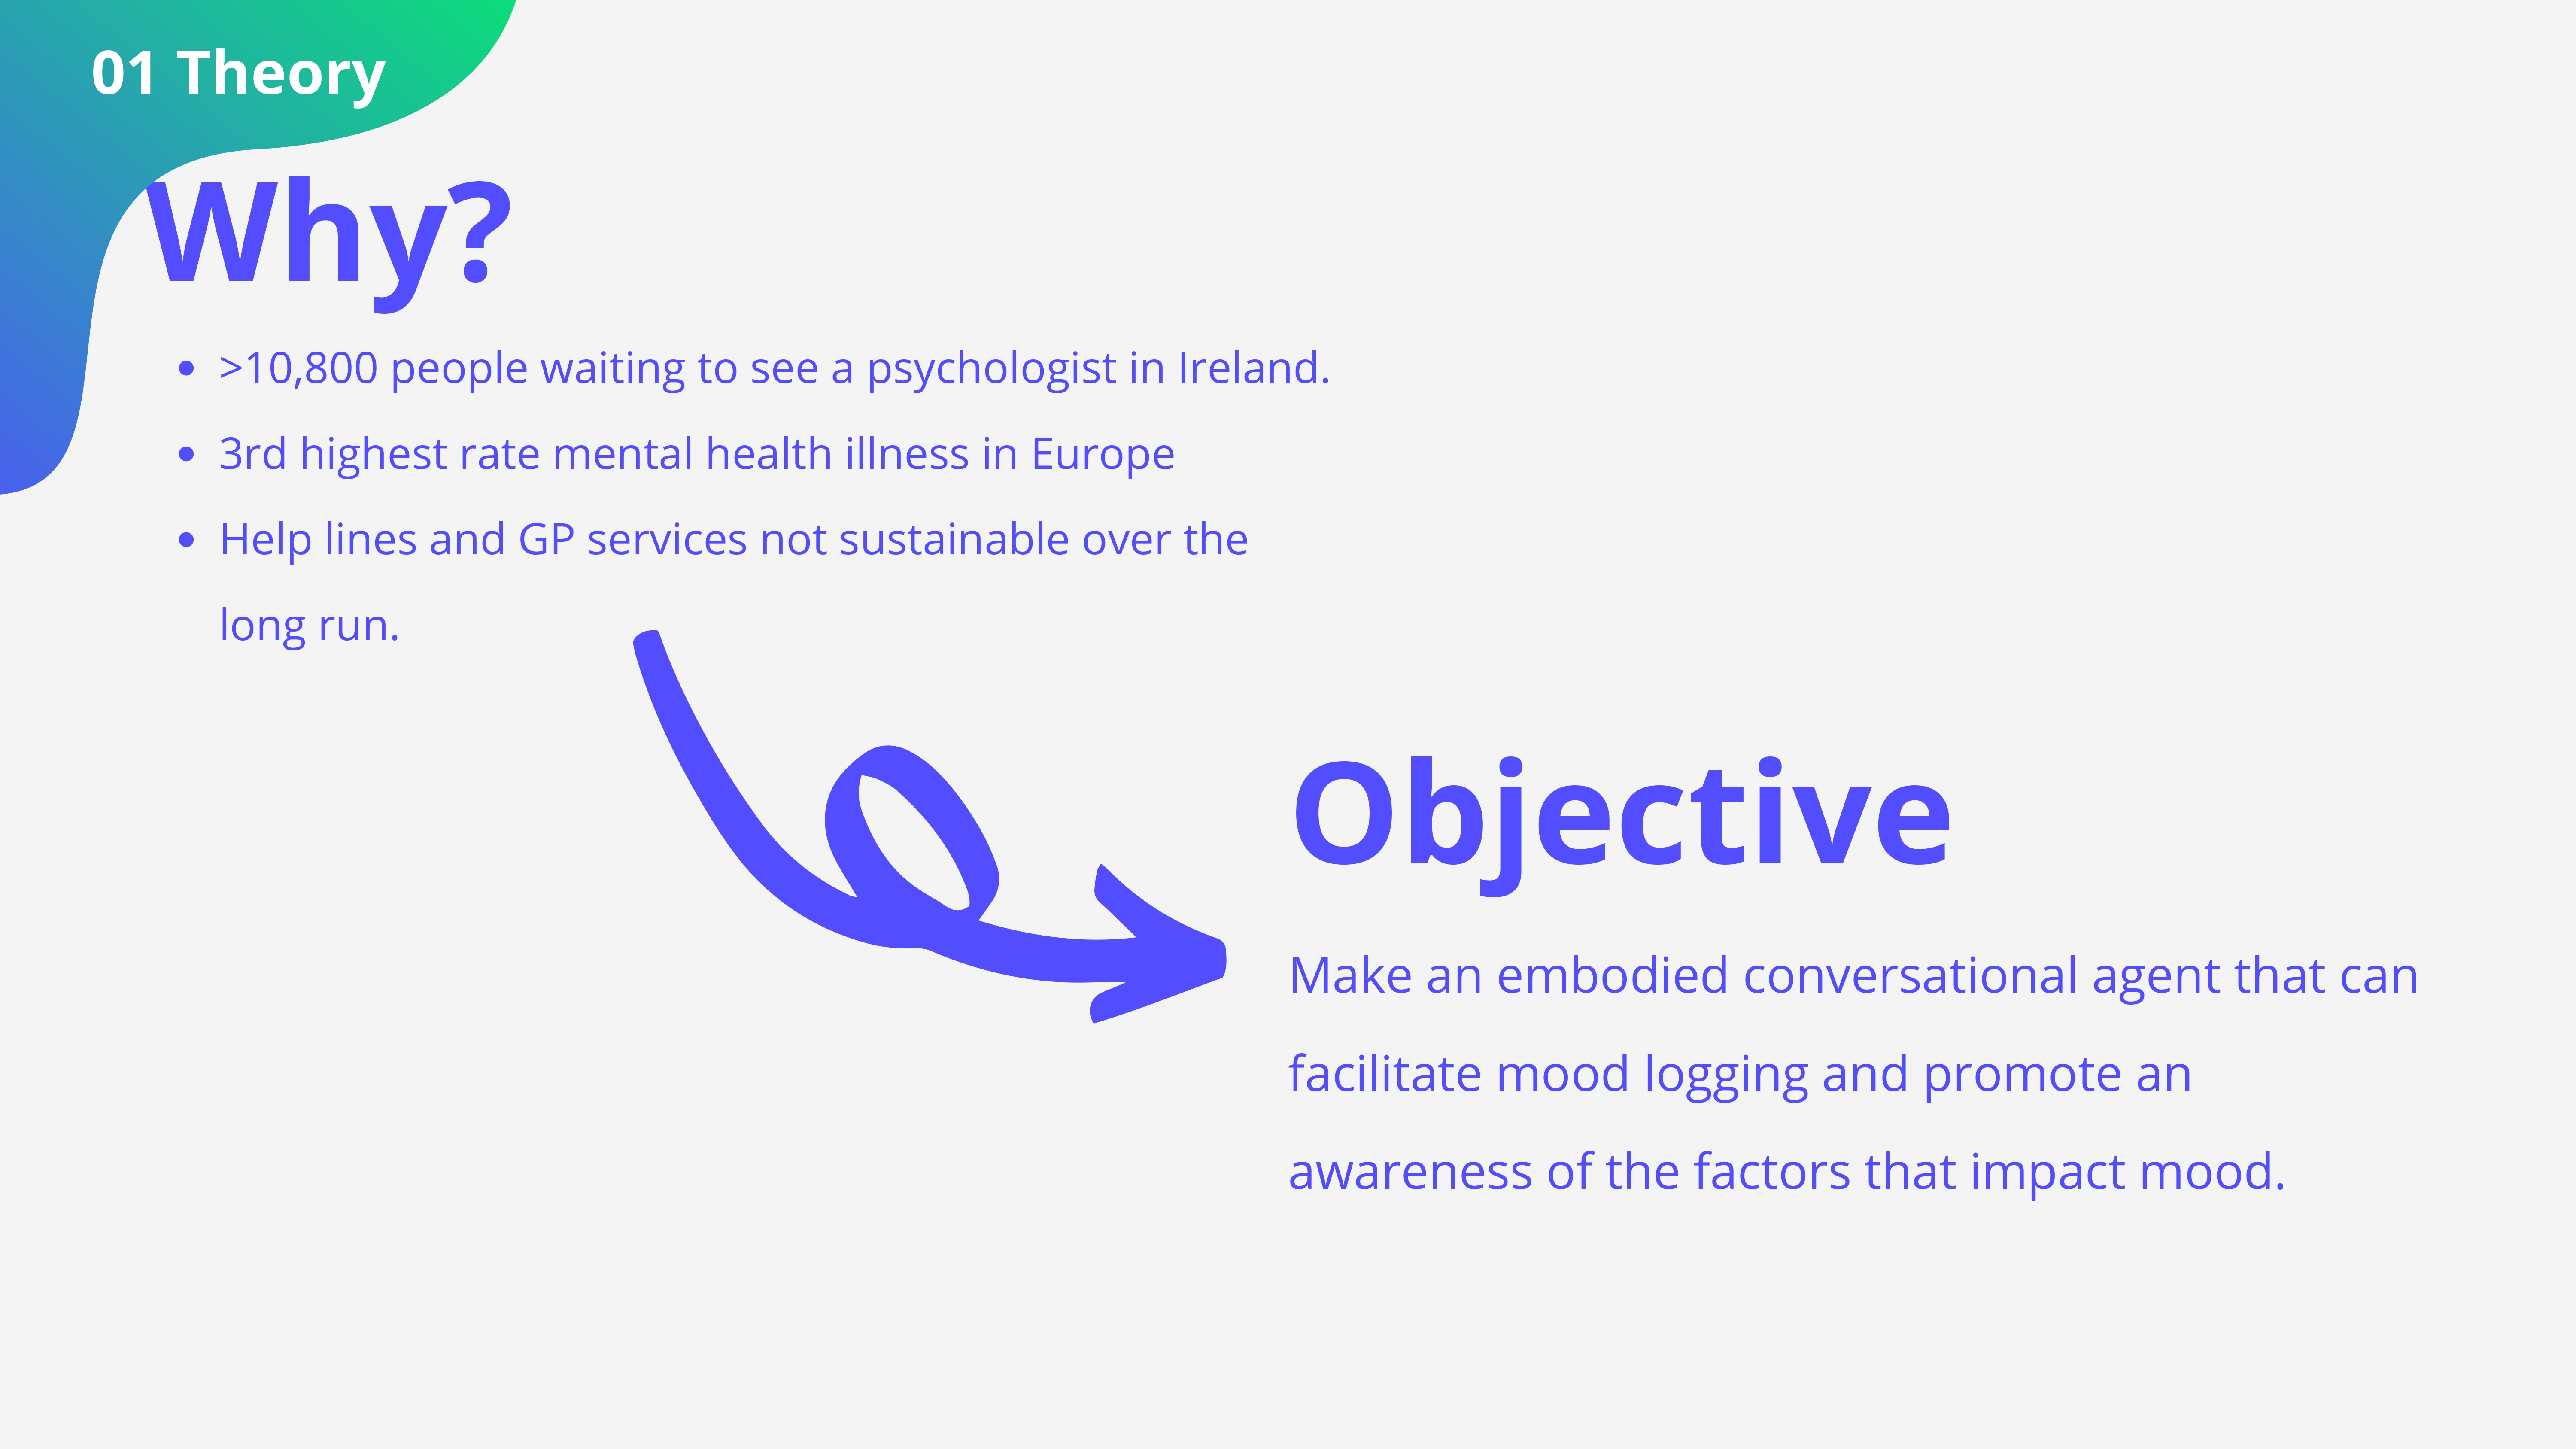 01 Theory
Why?
• >10,800 people waiting to see a psychologist in Ireland.
• 3rd highest rate mental health illness in Europe
• Help lines and GP services not sustainable over the
long run.
Objective
Make an embodied conversational agent that can
facilitate mood logging and promote an
awareness of the factors that impact mood.